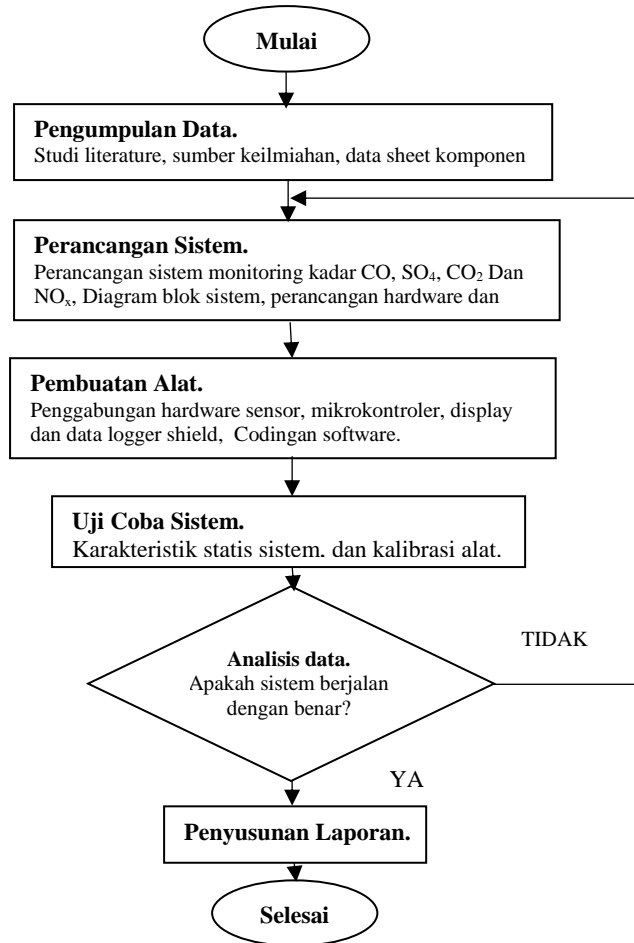 Mulai
Pengumpulan Data.
Studi literature, sumber keilmiahan, data sheet komponen
Perancangan Sistem.
Perancangan sistem monitoring kadar CO, SO₄, CO₂ Dan
NOₓ, Diagram blok sistem, perancangan hardware dan
Pembuatan Alat.
Penggabungan hardware sensor, mikrokontroler, display
dan data logger shield, Codingan software.
Uji Coba Sistem.
Karakteristik statis sistem. dan kalibrasi alat.
Analisis data.
Apakah sistem berjalan
dengan benar?
TIDAK
YA
Penyusunan Laporan.
Selesai